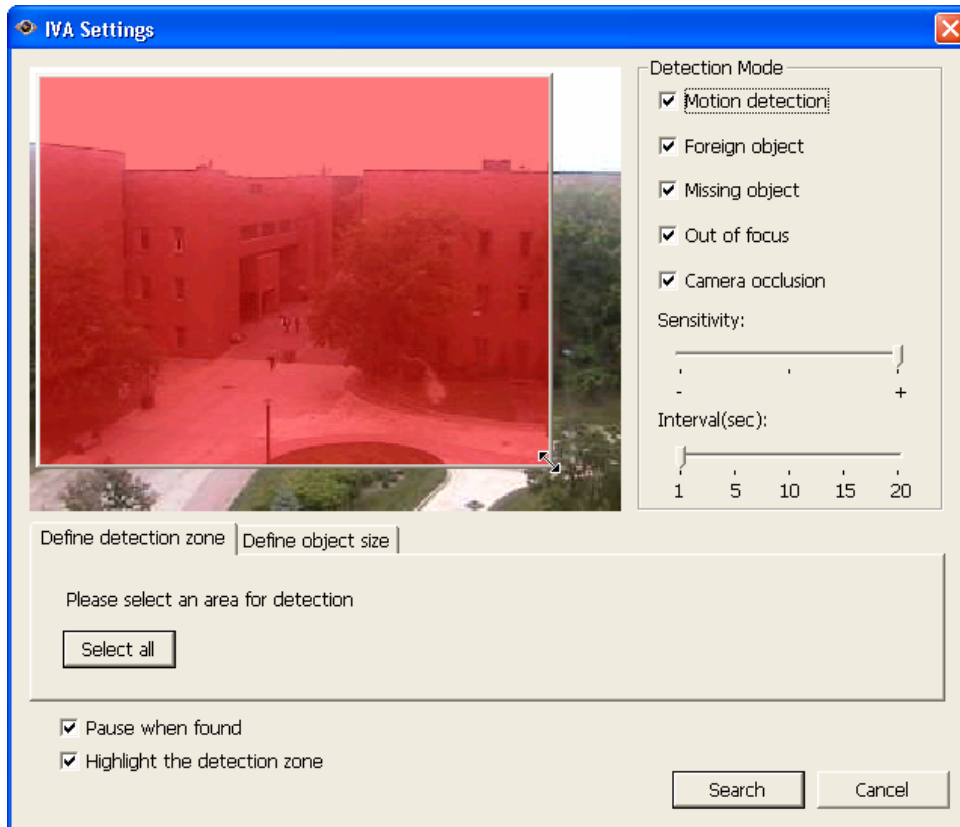 IVA Settings
Detection Mode
Motion detection
Foreign object
Missing object
Out of focus
Camera occlusion
Sensitivity:
- +
Interval(sec):
1 5 10 15 20
Define detection zone Define object size
Please select an area for detection
Select all
Pause when found
Highlight the detection zone
Search Cancel